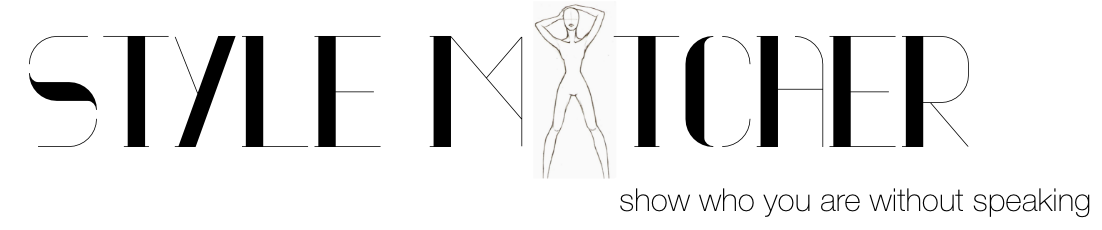 STYLE MATCHER
show who you are without speaking